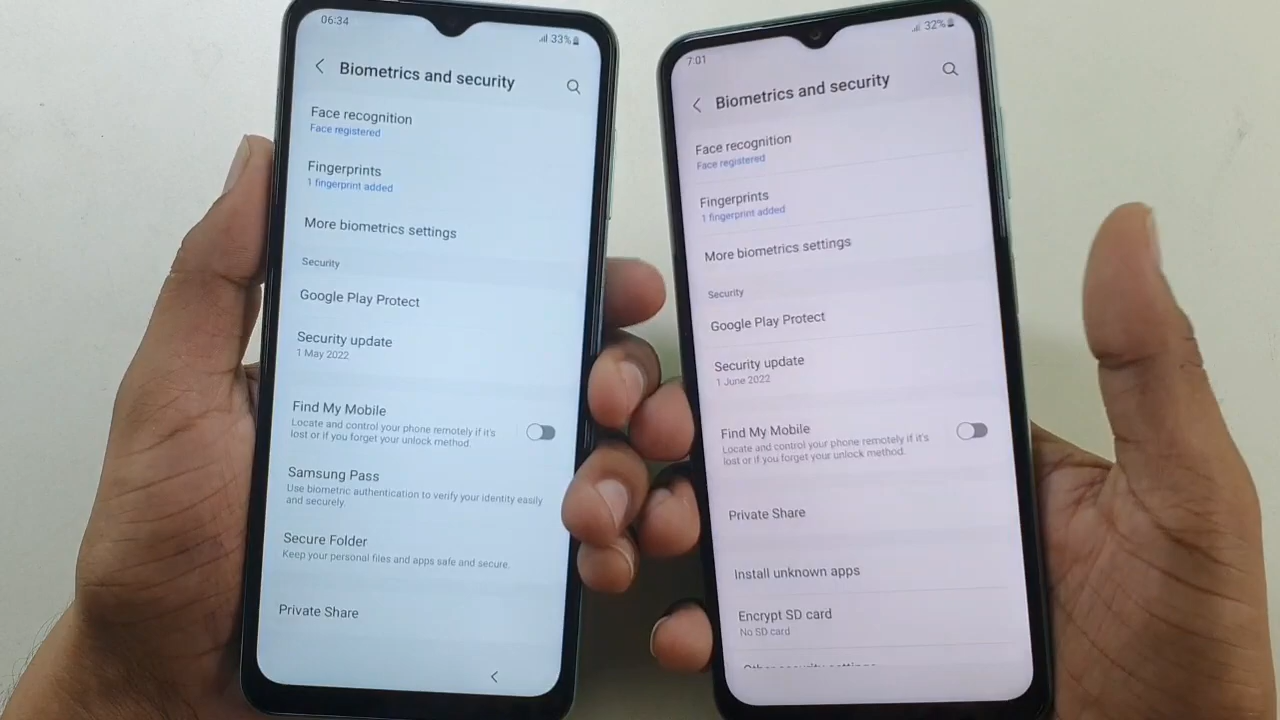 06:34
33%
Biometrics and security
Face recognition
Face registered
Fingerprints
1 fingerprint added
More biometrics settings
Security
Google Play Protect
Security update
1 May 2022
Find My Mobile
Locate and control your phone remotely if it's
lost or if you forget your unlock method.
Samsung Pass
Use biometric authentication to verify your identity easily
and securely.
Secure Folder
Keep your personal files and apps safe and secure.
Private Share
7:01
32%
Biometrics and security
Face recognition
Face registered
Fingerprints
1 fingerprint added
More biometrics settings
Security
Google Play Protect
Security update
1 June 2022
Find My Mobile
Locate and control your phone remotely if it's
lost or if you forget your unlock method.
Private Share
Install unknown apps
Encrypt SD card
No SD card